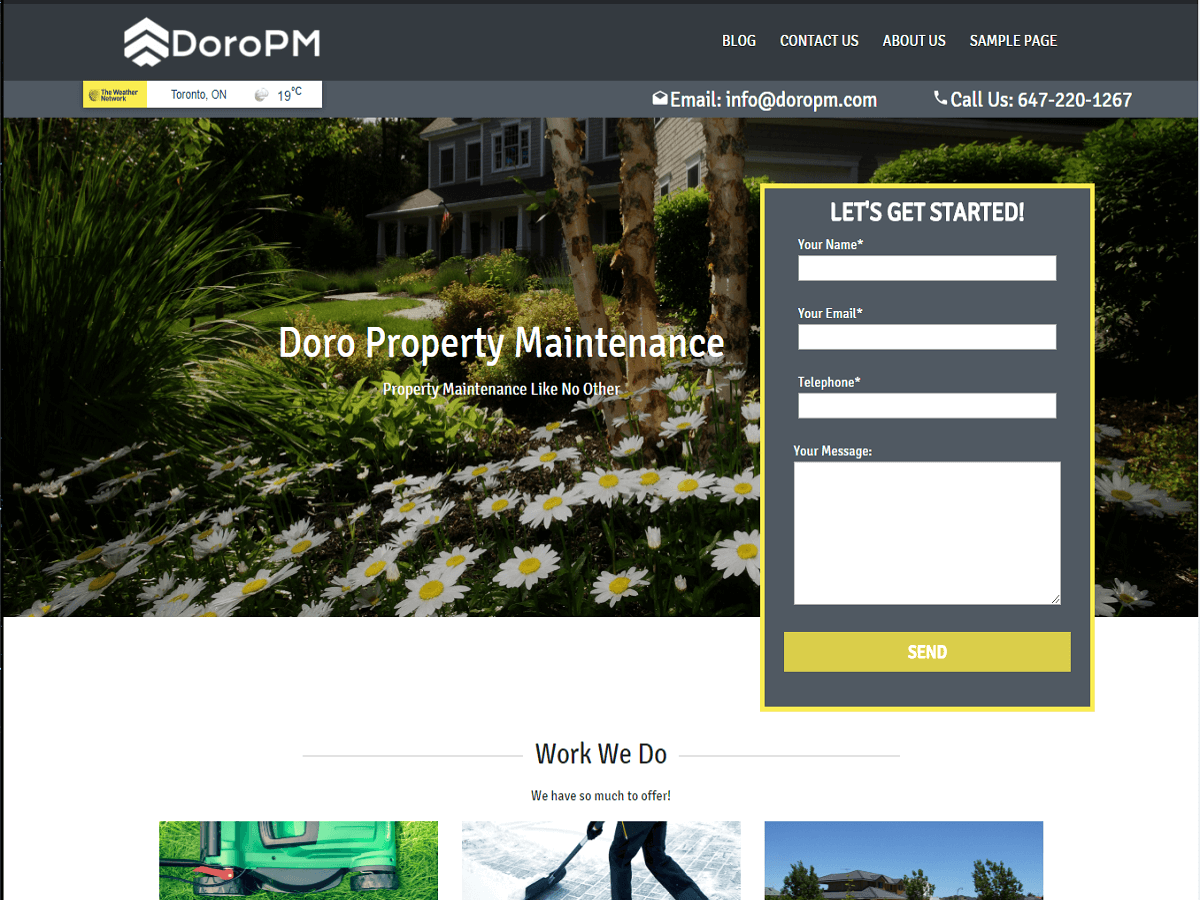 DoroPM
BLOG CONTACT US ABOUT US SAMPLE PAGE
The Weather Network Toronto, ON 19°C
Email: info@doropm.com Call Us: 647-220-1267
Doro Property Maintenance
Property Maintenance Like No Other
LET'S GET STARTED!
Your Name*
Your Email*
Telephone*
Your Message:
SEND
Work We Do
We have so much to offer!